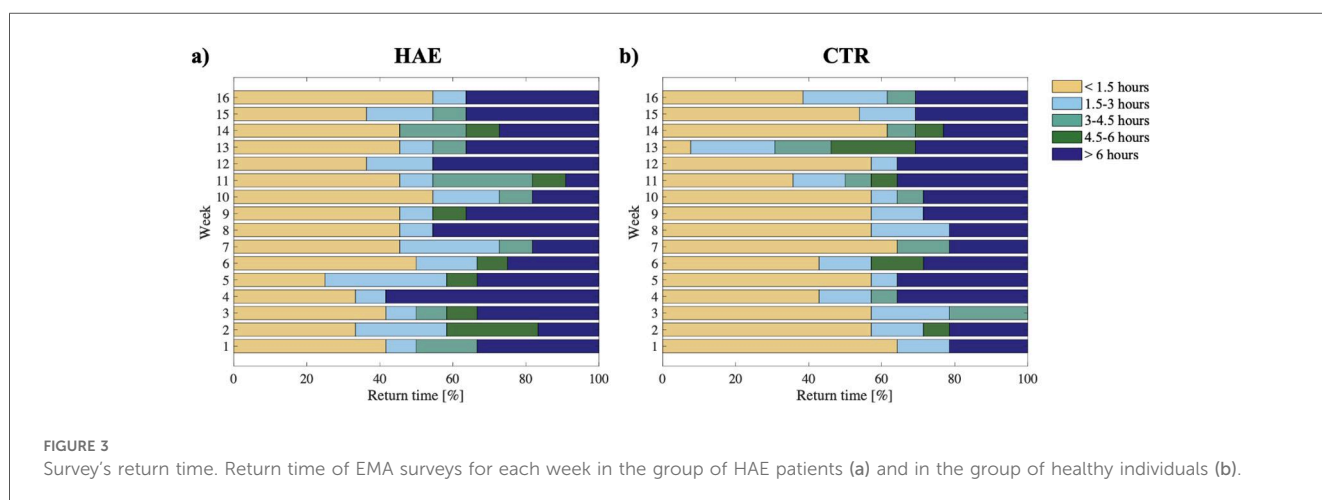 a) HAE
16
15
14
13
12
11
10
9
8
7
6
5
4
3
2
1
Week
0 20 40 60 80 100
Return time [%]
b) CTR
16
15
14
13
12
11
10
9
8
7
6
5
4
3
2
1
Week
0 20 40 60 80 100
Return time [%]
< 1.5 hours
1.5-3 hours
3-4.5 hours
4.5-6 hours
> 6 hours
FIGURE 3
Survey's return time. Return time of EMA surveys for each week in the group of HAE patients (a) and in the group of healthy individuals (b).